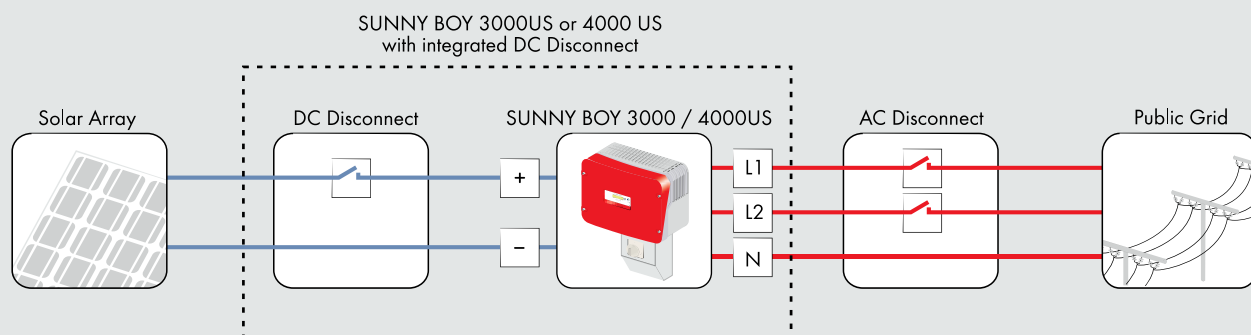 SUNNY BOY 3000US or 4000 US
with integrated DC Disconnect
Solar Array
DC Disconnect
SUNNY BOY 3000 / 4000US
AC Disconnect
Public Grid
+
L1
L2
−
N